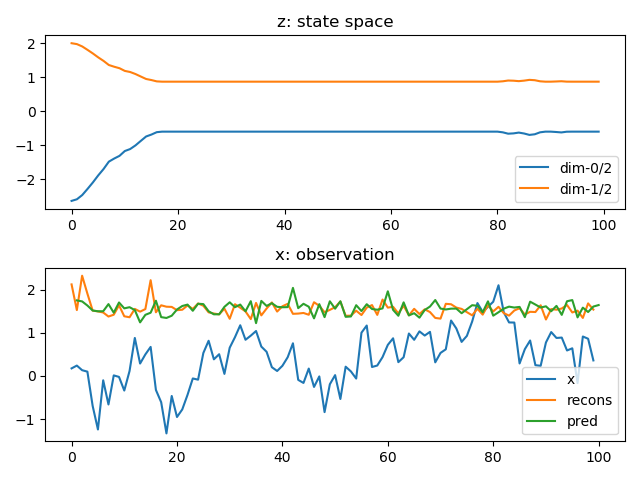 z: state space
2
1
0
−1
−2
dim-0/2
dim-1/2
0 20 40 60 80 100
x: observation
2
1
0
−1
x
recons
pred
0 20 40 60 80 100